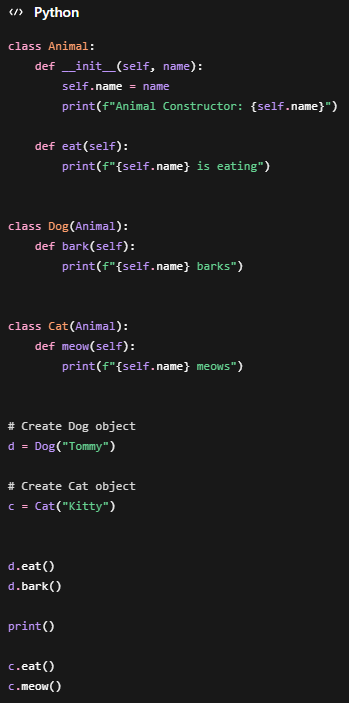 </> Python
class Animal:
    def __init__(self, name):
        self.name = name
        print(f"Animal Constructor: {self.name}")
    def eat(self):
        print(f"{self.name} is eating")
class Dog(Animal):
    def bark(self):
        print(f"{self.name} barks")
class Cat(Animal):
    def meow(self):
        print(f"{self.name} meows")
# Create Dog object
d = Dog("Tommy")
# Create Cat object
c = Cat("Kitty")
d.eat()
d.bark()
print()
c.eat()
c.meow()